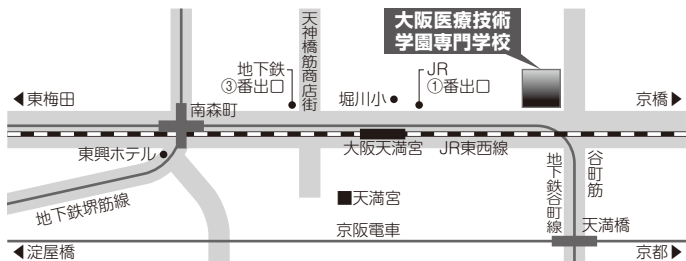 大阪医療技術
学園専門学校
天神橋筋商店街
地下鉄
③番出口
JR
①番出口
堀川小
◀東梅田
京橋▶
南森町
東興ホテル
大阪天満宮
JR東西線
地下鉄谷町線
谷町筋
地下鉄堺筋線
■天満宮
天満橋
京阪電車
◀淀屋橋
京都▶